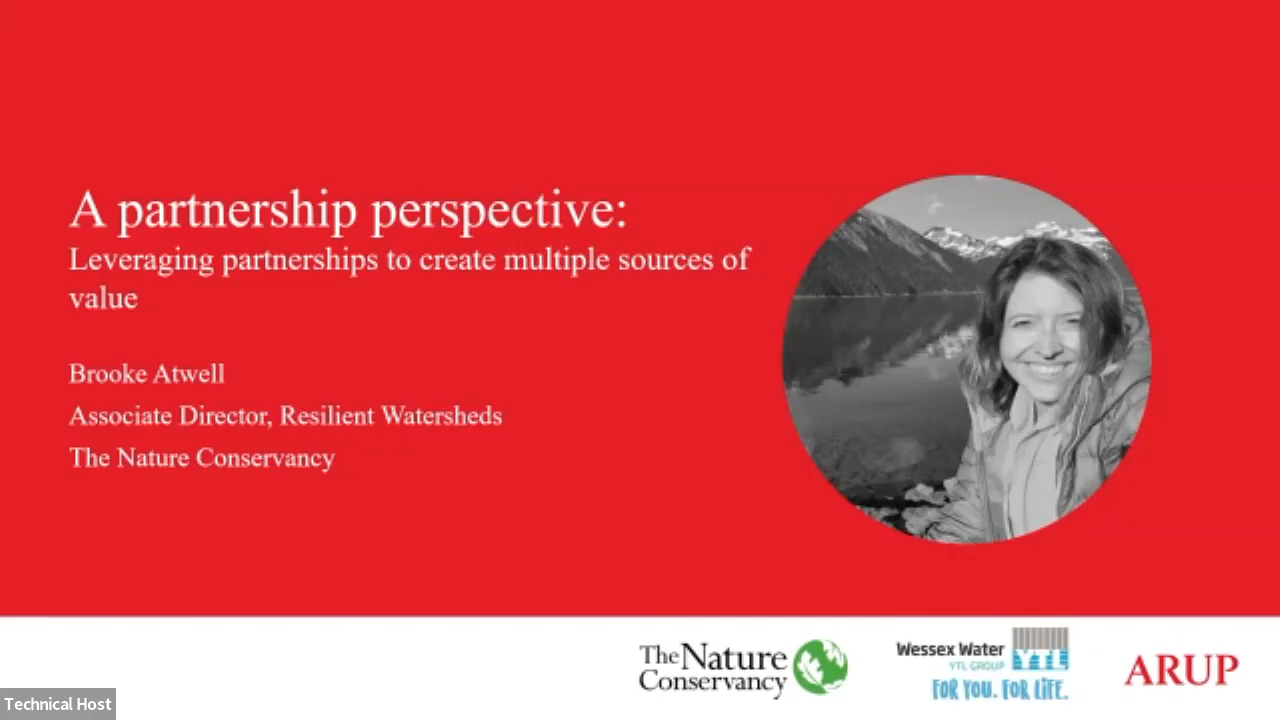 A partnership perspective:
Leveraging partnerships to create multiple sources of
value
Brooke Atwell
Associate Director, Resilient Watersheds
The Nature Conservancy
The Nature
Conservancy
Wessex Water
YTL GROUP
YTL
FOR YOU. FOR LIFE.
ARUP
Technical Host